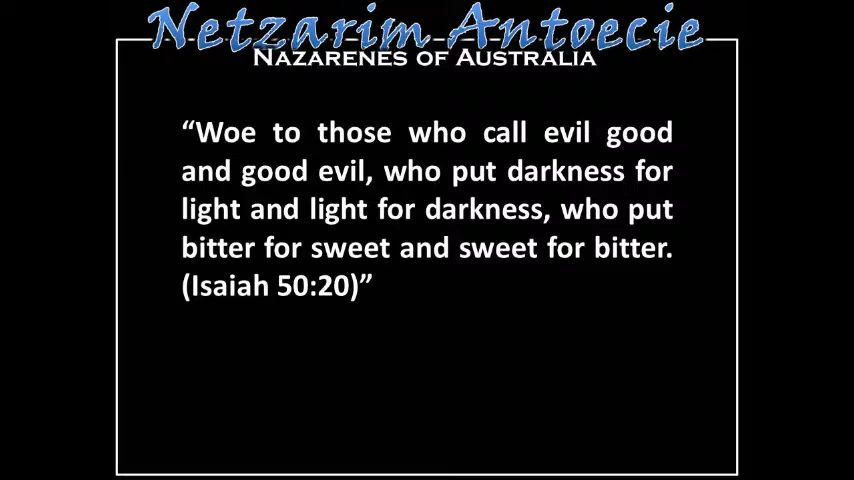 Netzarim Antoecie
NAZARENES OF AUSTRALIA
“Woe to those who call evil good
and good evil, who put darkness for
light and light for darkness, who put
bitter for sweet and sweet for bitter.
(Isaiah 50:20)”